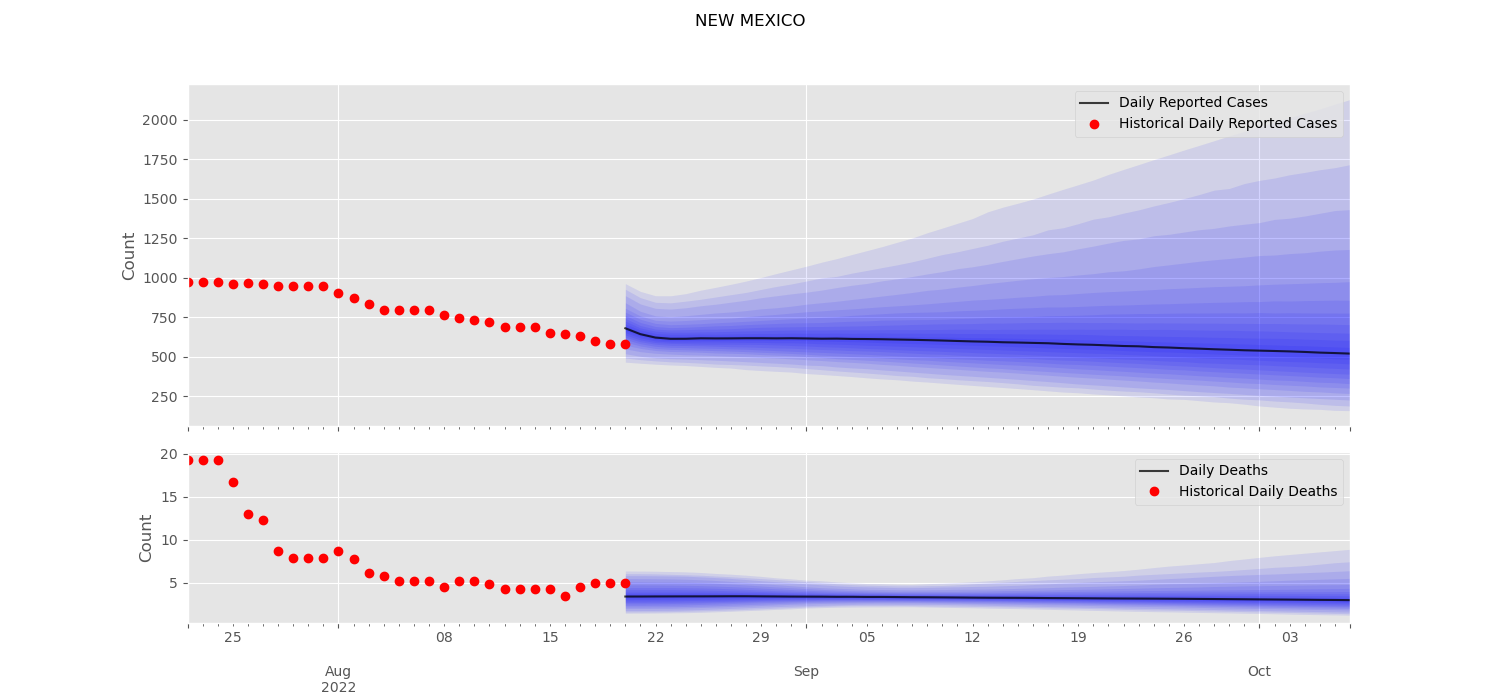 NEW MEXICO
Daily Reported Cases
Historical Daily Reported Cases
2000
1750
1500
1250
1000
750
500
250
Count
Daily Deaths
Historical Daily Deaths
20
15
10
5
Count
25 08 15 22 29 05 12 19 26 03
Aug Sep Oct
2022